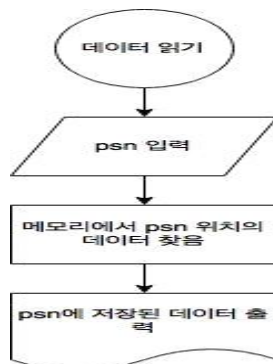 데이터 읽기
psn 입력
메모리에서 psn 위치의
데이터 찾음
psn에 저장된 데이터 출
력